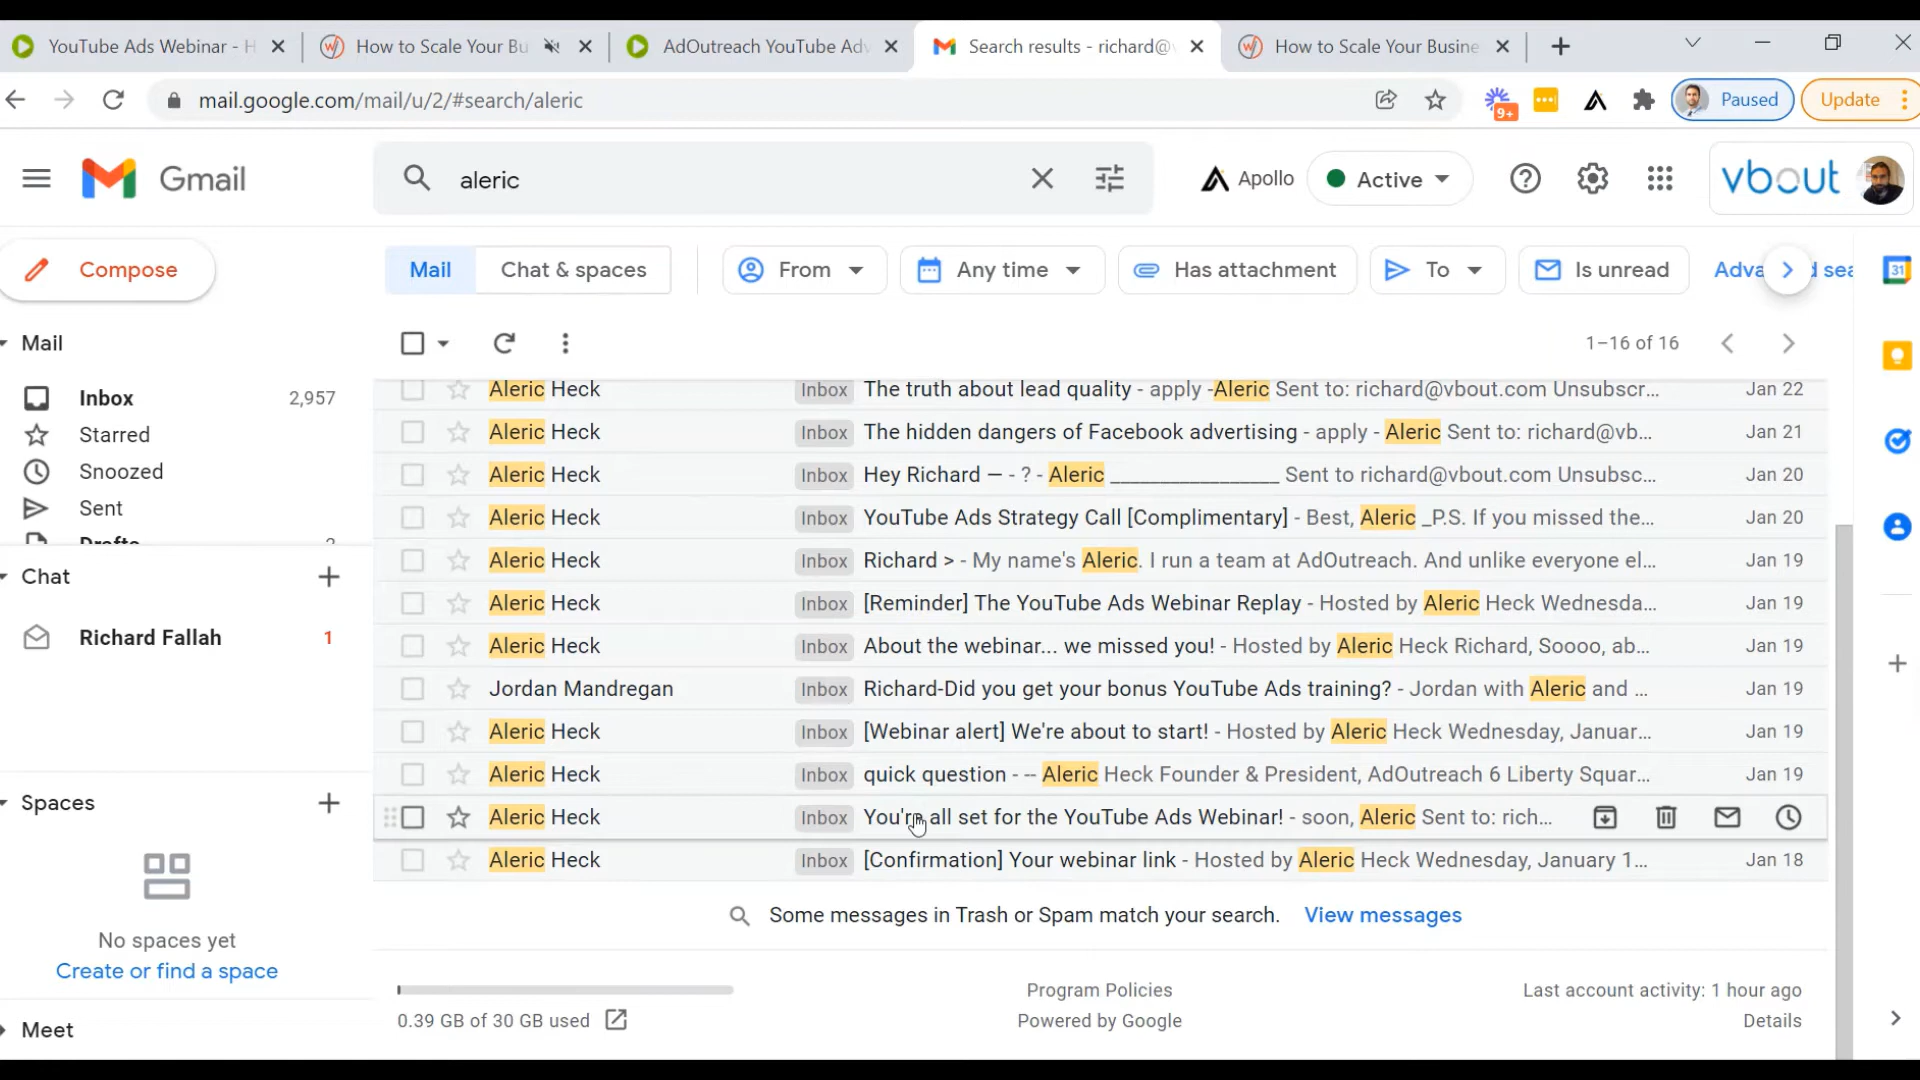 YouTube Ads Webinar - H
How to Scale Your Bu
AdOutreach YouTube Adv
Search results - richard@
How to Scale Your Busine
mail.google.com/mail/u/2/#search/aleric
9+
Paused
Update
Gmail
aleric
Apollo
Active
vbout
Compose
Mail
Chat & spaces
From
Any time
Has attachment
To
Is unread
Adva d sea
31
Mail
1–16 of 16
Inbox 2,957
Starred
Snoozed
Sent
Drafts
Chat
Richard Fallah 1
Spaces
No spaces yet
Create or find a space
Meet
Aleric Heck Inbox The truth about lead quality - apply -Aleric Sent to: richard@vbout.com Unsubscr... Jan 22
Aleric Heck Inbox The hidden dangers of Facebook advertising - apply - Aleric Sent to: richard@vb... Jan 21
Aleric Heck Inbox Hey Richard — - ? - Aleric _________________ Sent to richard@vbout.com Unsubsc... Jan 20
Aleric Heck Inbox YouTube Ads Strategy Call [Complimentary] - Best, Aleric _P.S. If you missed the... Jan 20
Aleric Heck Inbox Richard > - My name's Aleric. I run a team at AdOutreach. And unlike everyone el... Jan 19
Aleric Heck Inbox [Reminder] The YouTube Ads Webinar Replay - Hosted by Aleric Heck Wednesda... Jan 19
Aleric Heck Inbox About the webinar... we missed you! - Hosted by Aleric Heck Richard, Soooo, ab... Jan 19
Jordan Mandregan Inbox Richard-Did you get your bonus YouTube Ads training? - Jordan with Aleric and ... Jan 19
Aleric Heck Inbox [Webinar alert] We're about to start! - Hosted by Aleric Heck Wednesday, Januar... Jan 19
Aleric Heck Inbox quick question - -- Aleric Heck Founder & President, AdOutreach 6 Liberty Squar... Jan 19
Aleric Heck Inbox You're all set for the YouTube Ads Webinar! - soon, Aleric Sent to: rich...
Aleric Heck Inbox [Confirmation] Your webinar link - Hosted by Aleric Heck Wednesday, January 1... Jan 18
Some messages in Trash or Spam match your search. View messages
0.39 GB of 30 GB used
Program Policies
Powered by Google
Last account activity: 1 hour ago
Details